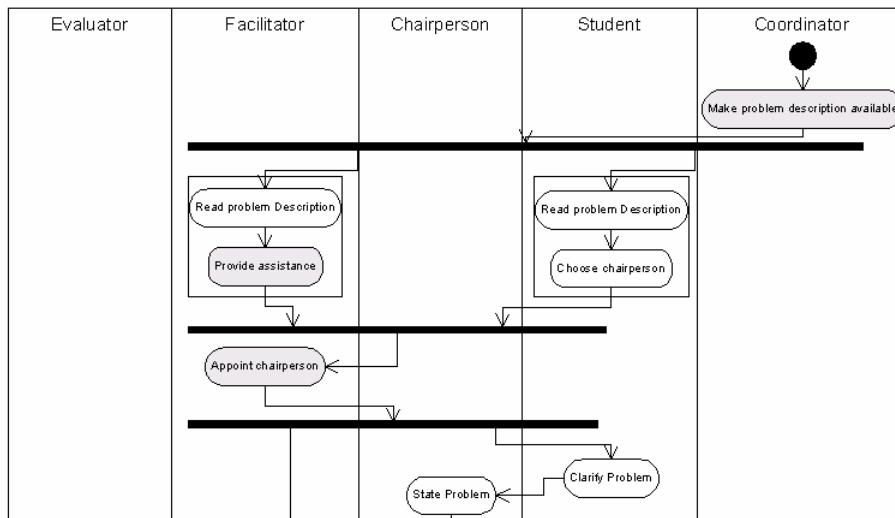 Evaluator
Facilitator
Chairperson
Student
Coordinator
Make problem description available
Read problem Description
Read problem Description
Provide assistance
Choose chairperson
Appoint chairperson
Clarify Problem
State Problem